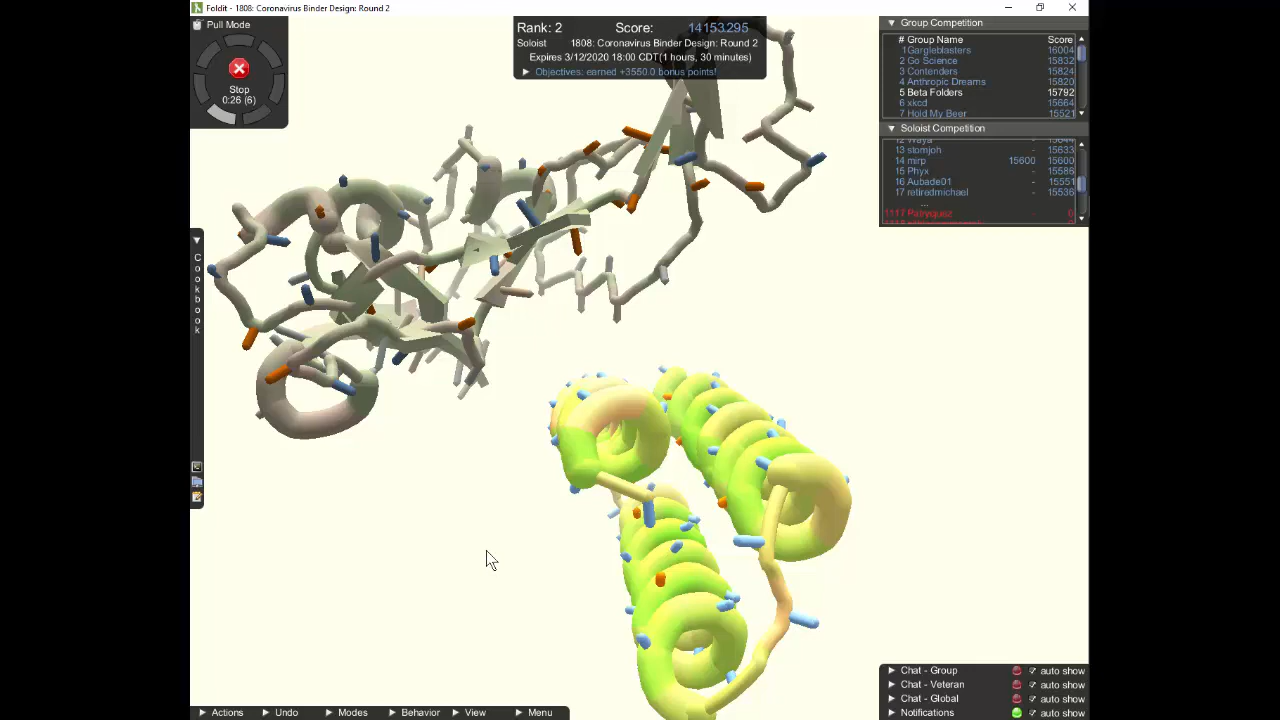 Foldit - 1808: Coronavirus Binder Design: Round 2
Pull Mode
Stop
0:26 (6)
Rank: 2 Score: 14153.295
Soloist 1808: Coronavirus Binder Design: Round 2
Expires 3/12/2020 18:00 CDT(1 hours, 30 minutes)
Objectives: earned +3550.0 bonus points!
Group Competition
# Group Name Score
1 Gargleblasters 16004
2 Go Science 15832
3 Contenders 15824
4 Anthropic Dreams 15820
5 Beta Folders 15792
6 xkcd 15664
7 Hold My Beer 15521
Soloist Competition
13 stomjoh - 15633
14 mirp 15600 15600
15 Phyx - 15586
16 Aubade01 - 15551
17 retiredmichael - 15536
...
Cookbook
Actions Undo Modes Behavior View Menu
Chat - Group auto show
Chat - Veteran auto show
Chat - Global auto show
Notifications auto show